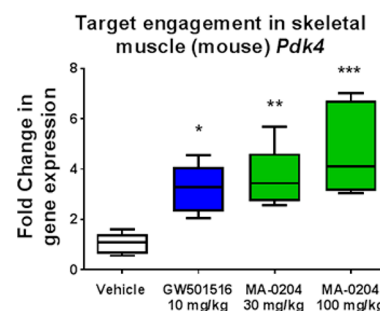 Target engagement in skeletal
muscle (mouse) Pdk4
Fold Change in
gene expression
8
6
4
2
0
*
**
***
Vehicle
GW501516
10 mg/kg
MA-0204
30 mg/kg
MA-0204
100 mg/kg